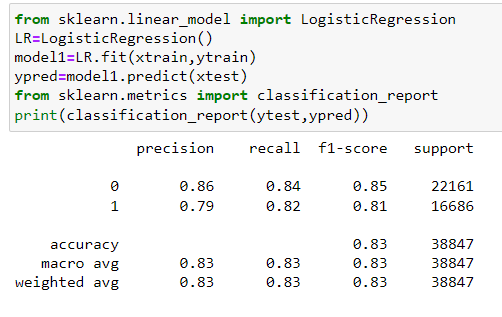 from sklearn.linear_model import LogisticRegression
LR=LogisticRegression()
model1=LR.fit(xtrain,ytrain)
ypred=model1.predict(xtest)
from sklearn.metrics import classification_report
print(classification_report(ytest,ypred))
precision recall f1-score support
0 0.86 0.84 0.85 22161
1 0.79 0.82 0.81 16686
accuracy 0.83 38847
macro avg 0.83 0.83 0.83 38847
weighted avg 0.83 0.83 0.83 38847